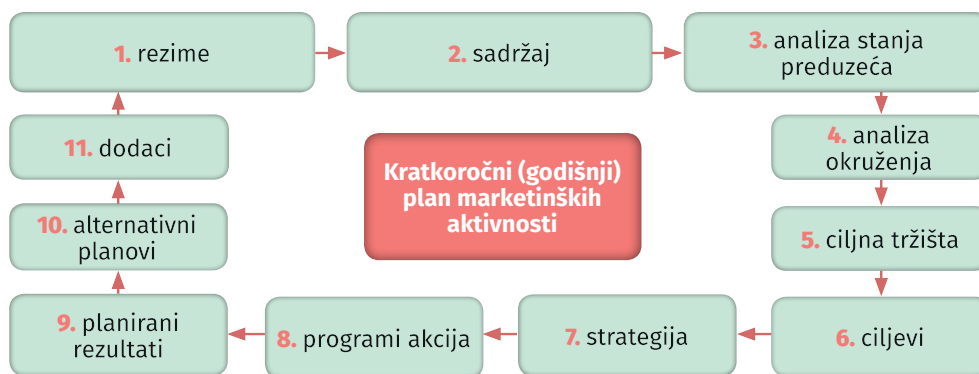 1. rezime
2. sadržaj
3. analiza stanja
preduzeća
4. analiza
okruženja
5. ciljna tržišta
6. ciljevi
7. strategija
8. programi akcija
9. planirani
rezultati
10. alternativni
planovi
11. dodaci
Kratkoročni (godišnji)
plan marketinških
aktivnosti